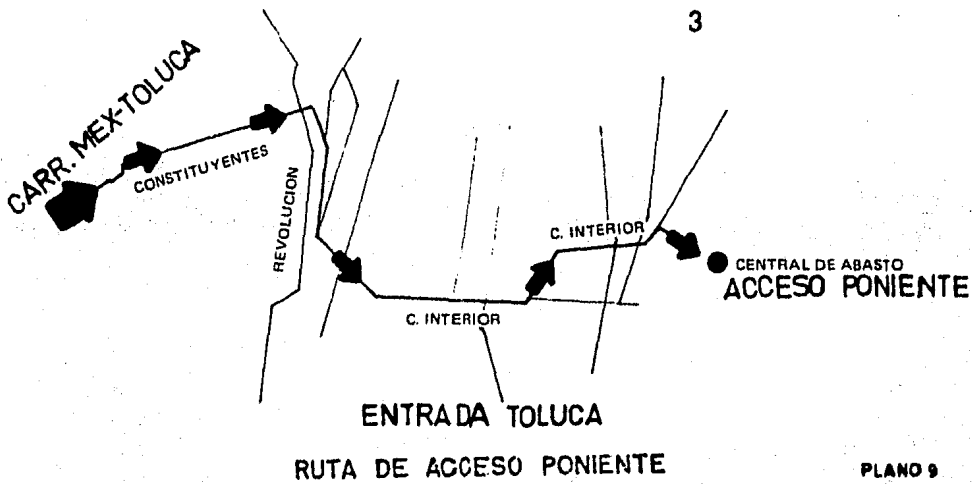 3
CARR. MEX-TOLUCA
CONSTITUYENTES
REVOLUCION
C. INTERIOR
C. INTERIOR
CENTRAL DE ABASTO
ACCESO PONIENTE
ENTRADA TOLUCA
RUTA DE ACCESO PONIENTE
PLANO 9